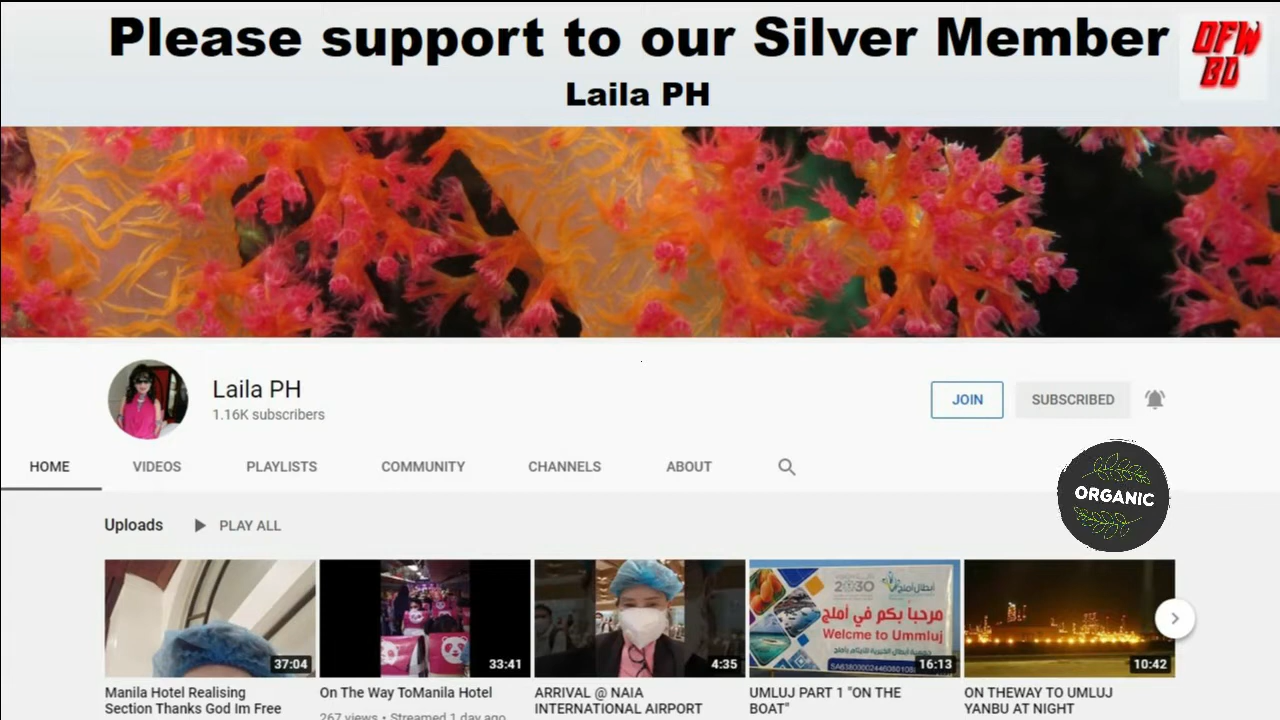 Please support to our Silver Member
OFW
BD
Laila PH
Laila PH
1.16K subscribers
JOIN
SUBSCRIBED
HOME
VIDEOS
PLAYLISTS
COMMUNITY
CHANNELS
ABOUT
ORGANIC
Uploads
PLAY ALL
37:04
33:41
4:35
2030
أبطال أملج
مرحباً بكم في أملج
Welcme to Ummluj
16:13
10:42
Manila Hotel Realising
Section Thanks God Im Free
On The Way ToManila Hotel
267 views • Streamed 1 day ago
ARRIVAL @ NAIA
INTERNATIONAL AIRPORT
UMLUJ PART 1 "ON THE
BOAT"
ON THEWAY TO UMLUJ
YANBU AT NIGHT